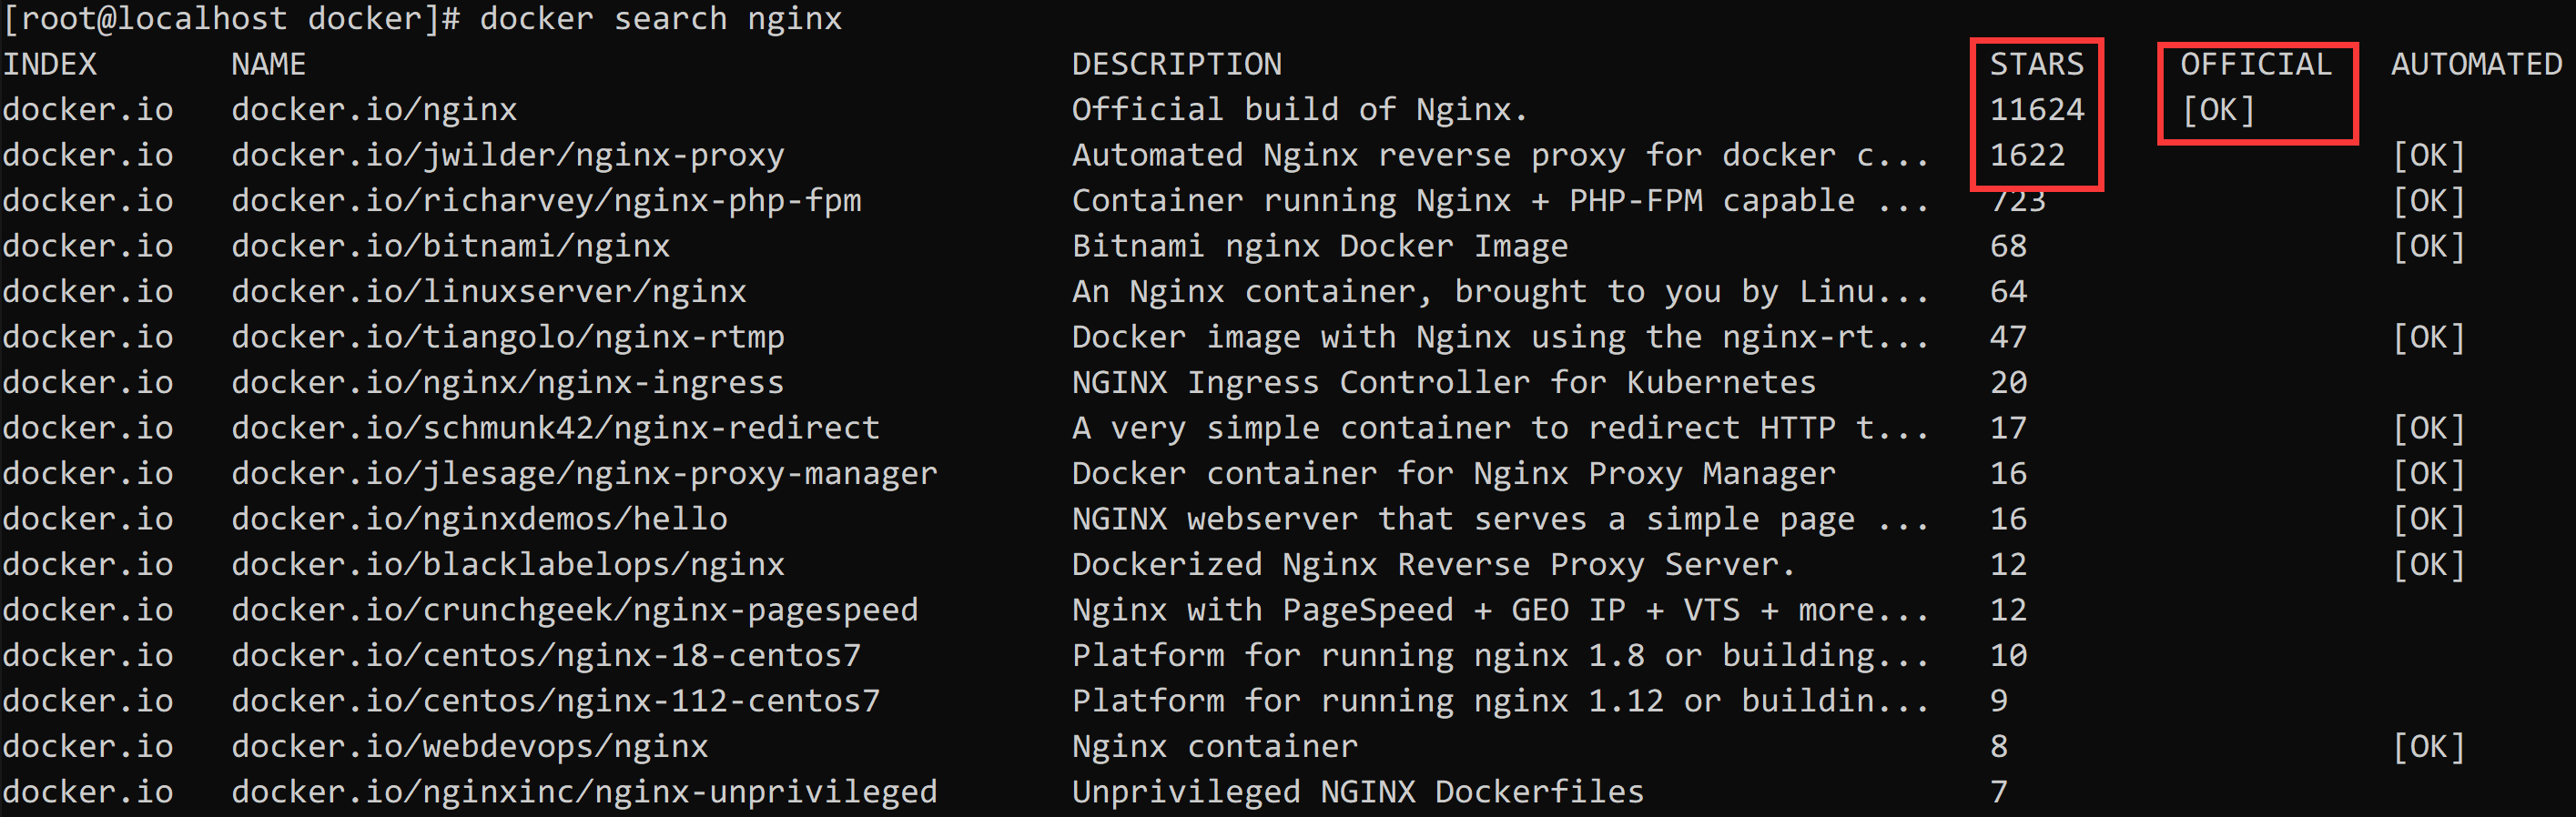 [root@localhost docker]# docker search nginx
INDEX NAME DESCRIPTION STARS OFFICIAL AUTOMATED
docker.io docker.io/nginx Official build of Nginx. 11624 [OK]
docker.io docker.io/jwilder/nginx-proxy Automated Nginx reverse proxy for docker c... 1622 [OK]
docker.io docker.io/richarvey/nginx-php-fpm Container running Nginx + PHP-FPM capable ... 723 [OK]
docker.io docker.io/bitnami/nginx Bitnami nginx Docker Image 68 [OK]
docker.io docker.io/linuxserver/nginx An Nginx container, brought to you by Linu... 64
docker.io docker.io/tiangolo/nginx-rtmp Docker image with Nginx using the nginx-rt... 47 [OK]
docker.io docker.io/nginx/nginx-ingress NGINX Ingress Controller for Kubernetes 20
docker.io docker.io/schmunk42/nginx-redirect A very simple container to redirect HTTP t... 17 [OK]
docker.io docker.io/jlesage/nginx-proxy-manager Docker container for Nginx Proxy Manager 16 [OK]
docker.io docker.io/nginxdemos/hello NGINX webserver that serves a simple page ... 16 [OK]
docker.io docker.io/blacklabelops/nginx Dockerized Nginx Reverse Proxy Server. 12 [OK]
docker.io docker.io/crunchgeek/nginx-pagespeed Nginx with PageSpeed + GEO IP + VTS + more... 12
docker.io docker.io/centos/nginx-18-centos7 Platform for running nginx 1.8 or building... 10
docker.io docker.io/centos/nginx-112-centos7 Platform for running nginx 1.12 or buildin... 9
docker.io docker.io/webdevops/nginx Nginx container 8 [OK]
docker.io docker.io/nginxinc/nginx-unprivileged Unprivileged NGINX Dockerfiles 7